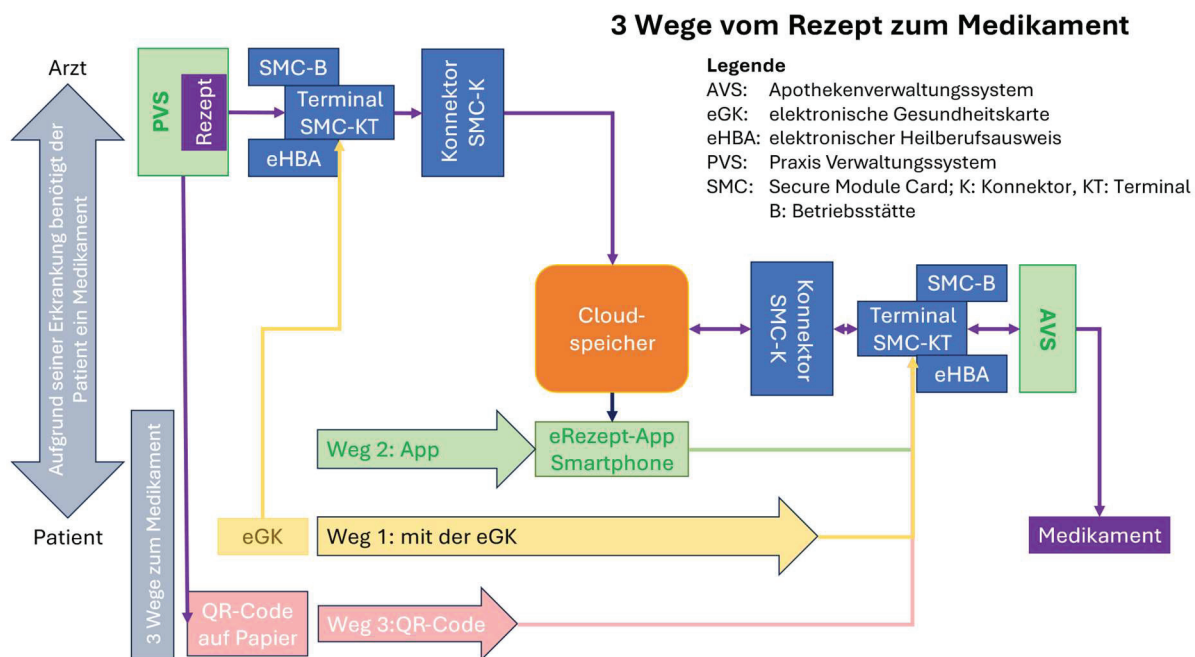 3 Wege vom Rezept zum Medikament
Legende
AVS: Apothekenverwaltungssystem
eGK: elektronische Gesundheitskarte
eHBA: elektronischer Heilberufsausweis
PVS: Praxis Verwaltungssystem
SMC: Secure Module Card; K: Konnektor, KT: Terminal
B: Betriebsstätte
Arzt
Aufgrund seiner Erkrankung benötigt der
Patient ein Medikament
Patient
PVS
Rezept
SMC-B
Terminal
SMC-KT
eHBA
Konnektor
SMC-K
Cloud-
speicher
Konnektor
SMC-K
SMC-B
Terminal
SMC-KT
eHBA
AVS
3 Wege zum Medikament
Weg 2: App
eRezept-App
Smartphone
eGK
Weg 1: mit der eGK
Medikament
QR-Code
auf Papier
Weg 3:QR-Code